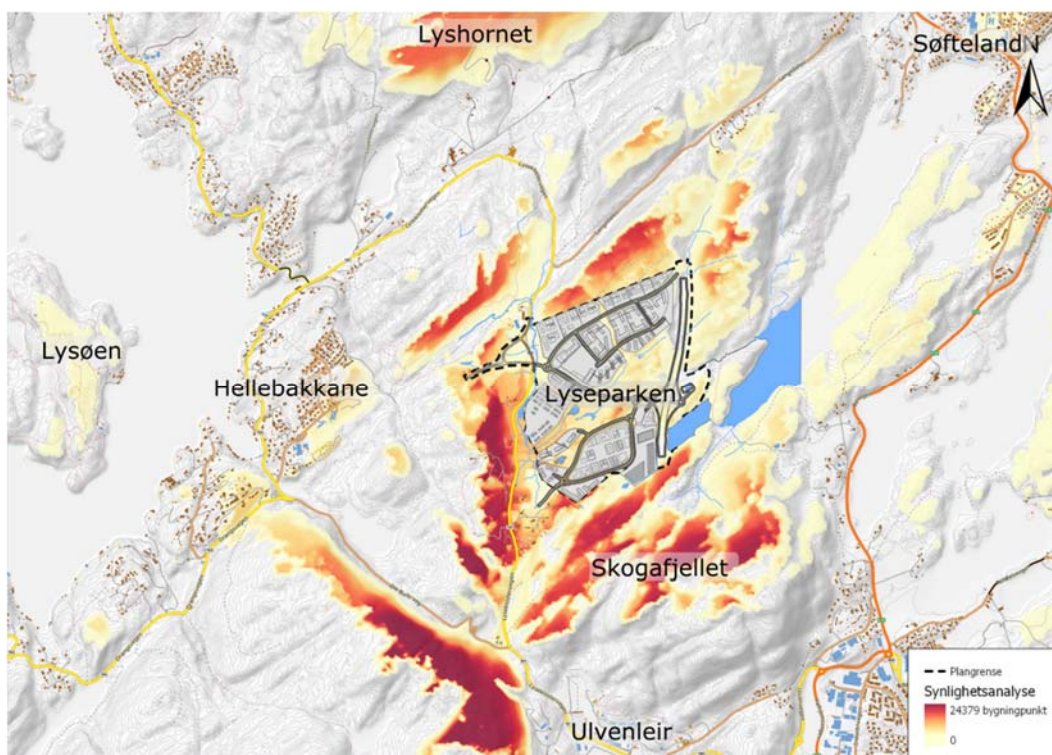 Lyshornet
Søfteland
N
Lysøen
Hellebakkane
Lyseparken
Skogafjellet
Ulvenleir
Plangrense
Synlighetsanalyse
24379 bygningpunkt
0